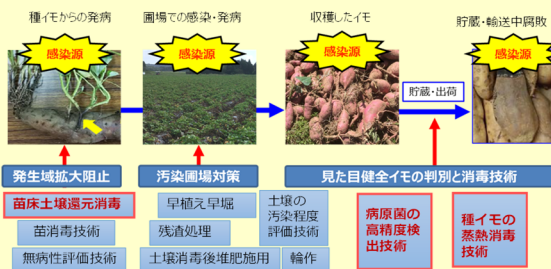 種イモからの発病
圃場での感染・発病
収穫したイモ
貯蔵・輸送中腐敗
感染源
感染源
感染源
感染源
貯蔵・出荷
発生域拡大阻止
汚染圃場対策
見た目健全イモの判別と消毒技術
苗床土壌還元消毒
苗消毒技術
無病性評価技術
早植え早堀
残渣処理
土壌消毒後堆肥施用
土壌の
汚染程度
評価技術
輪作
病原菌の
高精度検
出技術
種イモの
蒸熱消毒
技術